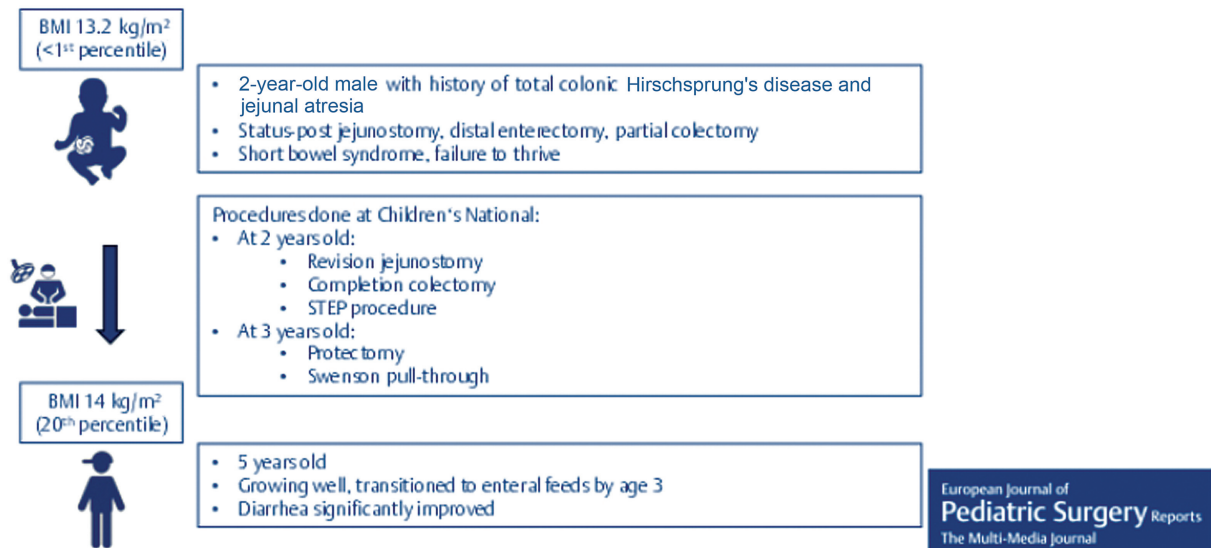 BMI 13.2 kg/m²
(<1st percentile)
• 2-year-old male with history of total colonic Hirschsprung's disease and
jejunal atresia
• Status-post jejunostomy, distal enterectomy, partial colectomy
• Short bowel syndrome, failure to thrive
Procedures done at Children's National:
• At 2 years old:
• Revision jejunostomy
• Completion colectomy
• STEP procedure
• At 3 years old:
• Protectomy
• Swenson pull-through
BMI 14 kg/m²
(20th percentile)
• 5 years old
• Growing well, transitioned to enteral feeds by age 3
• Diarrhea significantly improved
European Journal of
Pediatric Surgery Reports
The Multi-Media Journal